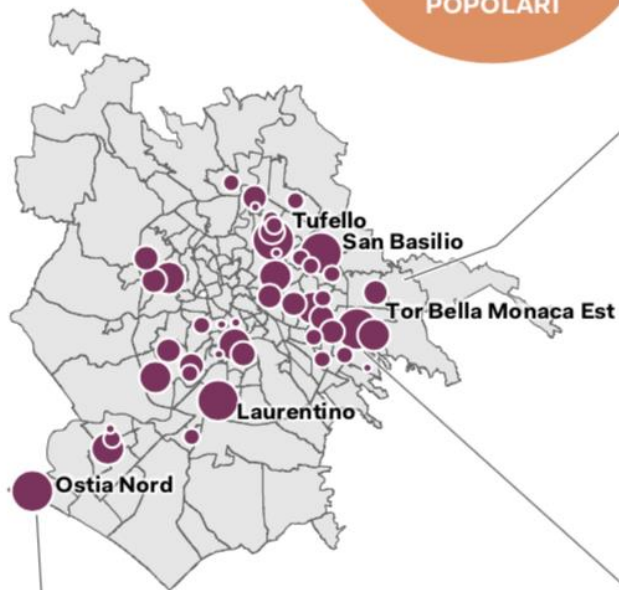 POPOLARI
Tufello
San Basilio
Tor Bella Monaca Est
Laurentino
Ostia Nord